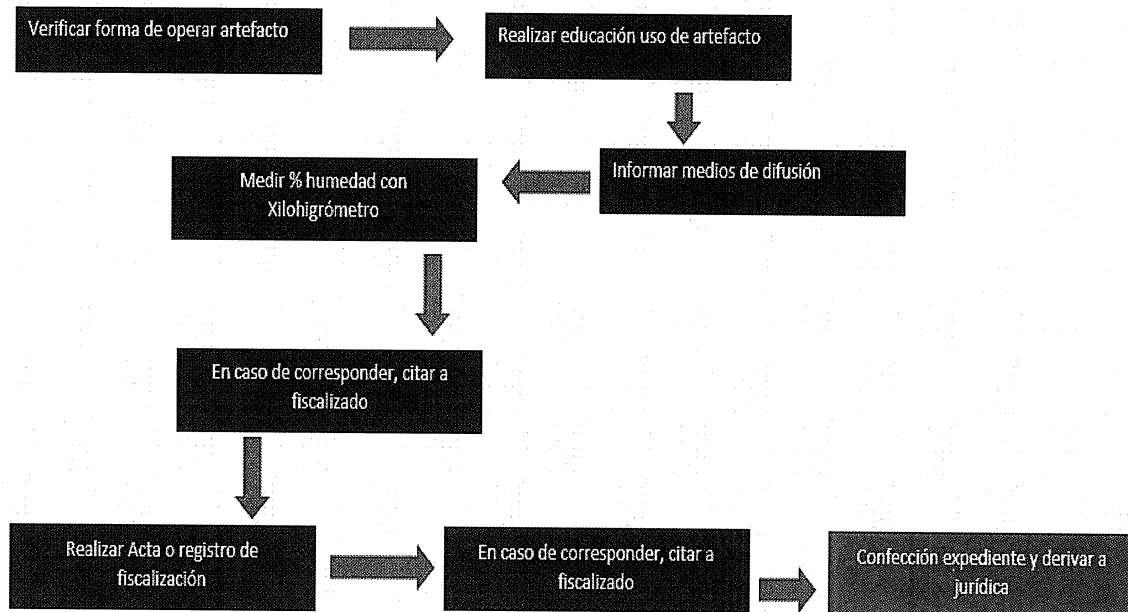 Verificar forma de operar artefacto
Realizar educación uso de artefacto
Informar medios de difusión
Medir % humedad con
Xilohigrómetro
En caso de corresponder, citar a
fiscalizado
Realizar Acta o registro de
fiscalización
En caso de corresponder, citar a
fiscalizado
Confección expediente y derivar a
jurídica